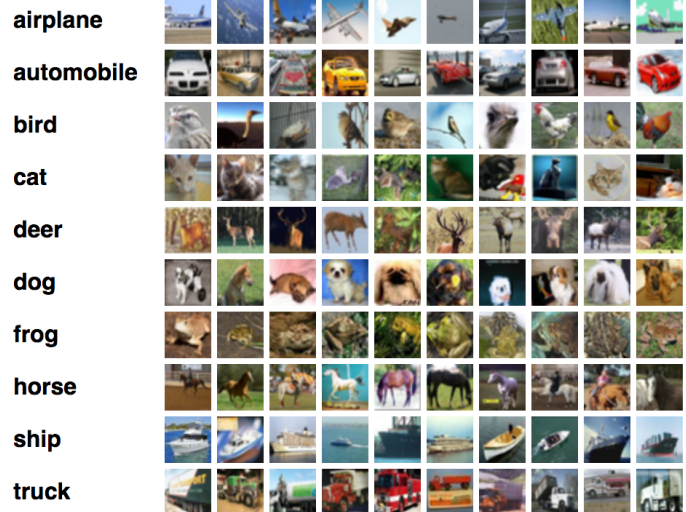 airplane
automobile
bird
cat
deer
dog
frog
horse
ship
truck